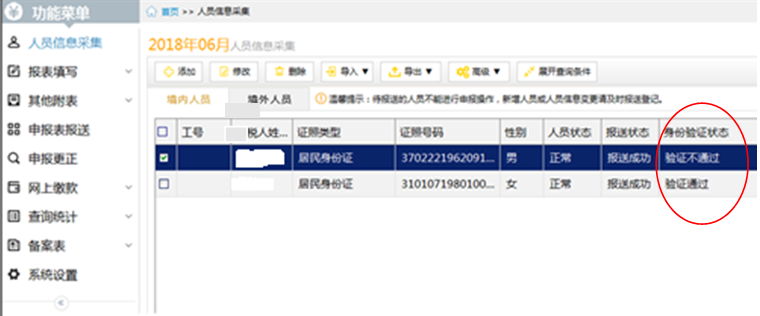 功能菜单
首页 >> 人员信息采集
人员信息采集
报表填写
其他附表
申报表报送
申报更正
网上缴款
查询统计
备案表
系统设置
2018年06月人员信息采集
添加 修改 删除 导入▼ 导出▼ 高级▼ 展开查询条件
境内人员 境外人员 温馨提示：待报送的人员不能进行申报操作，新增人员或人员信息变更请及时报送登记。
工号 税人姓... 证照类型 证照号码 性别 人员状态 报送状态 身份验证状态
居民身份证 3702221962091... 男 正常 报送成功 验证不通过
居民身份证 3101071980100... 女 正常 报送成功 验证通过